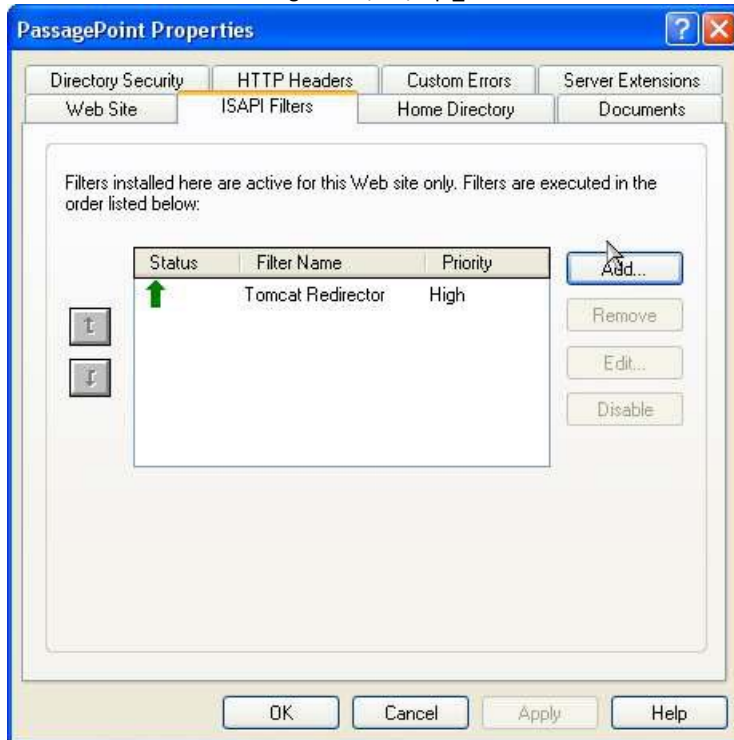 PassagePoint Properties
Directory Security HTTP Headers Custom Errors Server Extensions
Web Site ISAPI Filters Home Directory Documents
Filters installed here are active for this Web site only. Filters are executed in the
order listed below:
Status Filter Name Priority
Add...
Tomcat Redirector High
Remove
Edit...
Disable
OK Cancel Apply Help